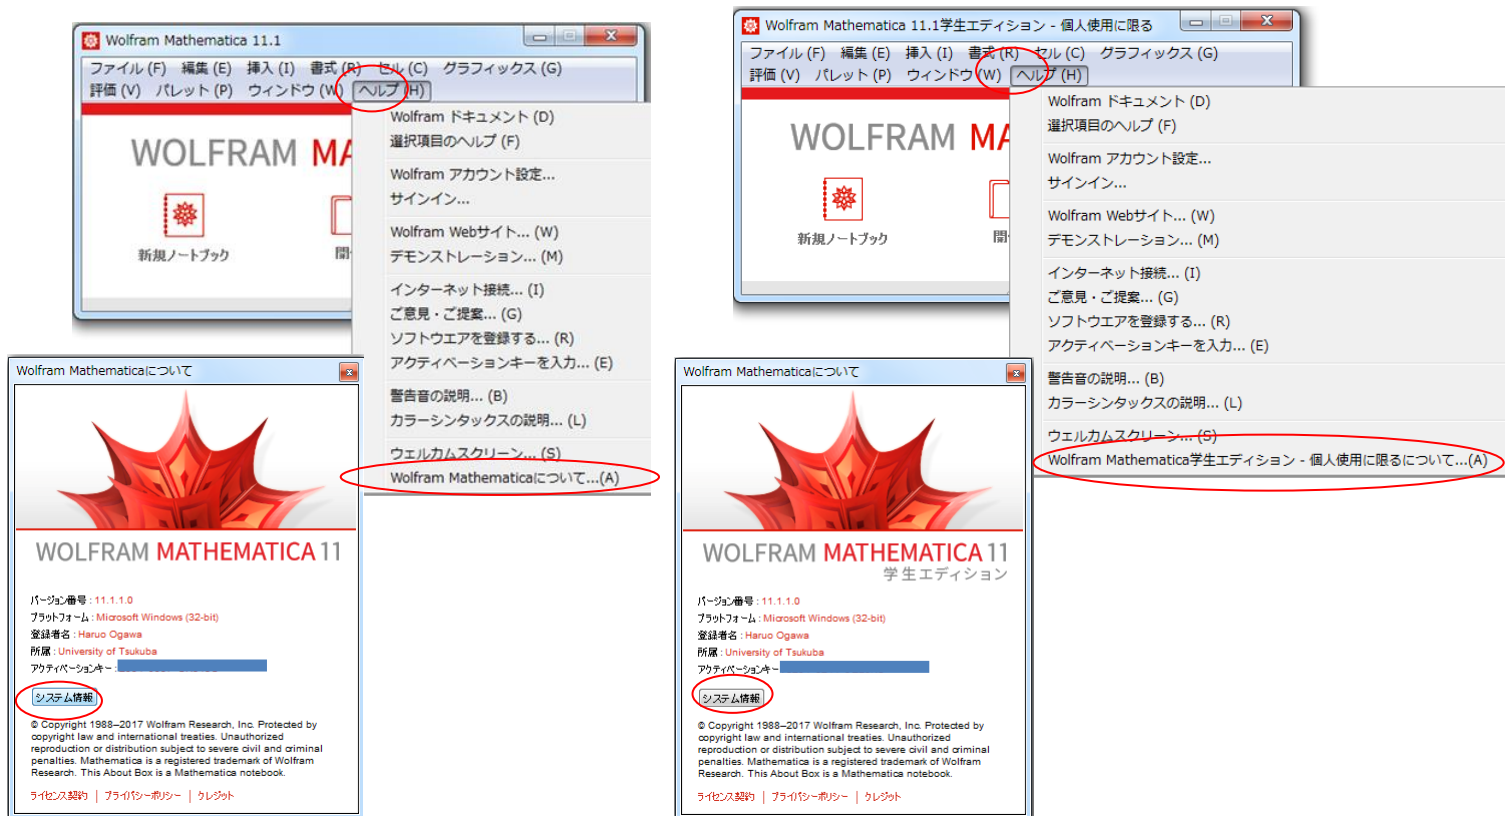 Wolfram Mathematica 11.1
ファイル (F) 編集 (E) 挿入 (I) 書式 (R) セル (C) グラフィックス (G)
評価 (V) パレット (P) ウィンドウ (W) ヘルプ (H)
WOLFRAM MA
新規ノートブック
開
Wolfram ドキュメント (D)
選択項目のヘルプ (F)
Wolfram アカウント設定...
サインイン...
Wolfram Webサイト... (W)
デモンストレーション... (M)
インターネット接続... (I)
ご意見・ご提案... (G)
ソフトウエアを登録する... (R)
アクティベーションキーを入力... (E)
警告音の説明... (B)
カラーシンタックスの説明... (L)
ウェルカムスクリーン... (S)
Wolfram Mathematicaについて...(A)
Wolfram Mathematicaについて
WOLFRAM MATHEMATICA 11
バージョン番号 : 11.1.1.0
プラットフォーム : Microsoft Windows (32-bit)
登録者名 : Haruo Ogawa
所属 : University of Tsukuba
アクティベーションキー :
システム情報
© Copyright 1988–2017 Wolfram Research, Inc. Protected by
copyright law and international treaties. Unauthorized
reproduction or distribution subject to severe civil and criminal
penalties. Mathematica is a registered trademark of Wolfram
Research. This About Box is a Mathematica notebook.
ライセンス契約 | プライバシーポリシー | クレジット
Wolfram Mathematica 11.1学生エディション - 個人使用に限る
ファイル (F) 編集 (E) 挿入 (I) 書式 (R) セル (C) グラフィックス (G)
評価 (V) パレット (P) ウィンドウ (W) ヘルプ (H)
WOLFRAM MA
新規ノートブック
開
Wolfram ドキュメント (D)
選択項目のヘルプ (F)
Wolfram アカウント設定...
サインイン...
Wolfram Webサイト... (W)
デモンストレーション... (M)
インターネット接続... (I)
ご意見・ご提案... (G)
ソフトウエアを登録する... (R)
アクティベーションキーを入力... (E)
警告音の説明... (B)
カラーシンタックスの説明... (L)
ウェルカムスクリーン... (S)
Wolfram Mathematica学生エディション - 個人使用に限るについて...(A)
Wolfram Mathematicaについて
WOLFRAM MATHEMATICA 11
学生エディション
バージョン番号 : 11.1.1.0
プラットフォーム : Microsoft Windows (32-bit)
登録者名 : Haruo Ogawa
所属 : University of Tsukuba
アクティベーションキー
システム情報
© Copyright 1988–2017 Wolfram Research, Inc. Protected by
copyright law and international treaties. Unauthorized
reproduction or distribution subject to severe civil and criminal
penalties. Mathematica is a registered trademark of Wolfram
Research. This About Box is a Mathematica notebook.
ライセンス契約 | プライバシーポリシー | クレジット